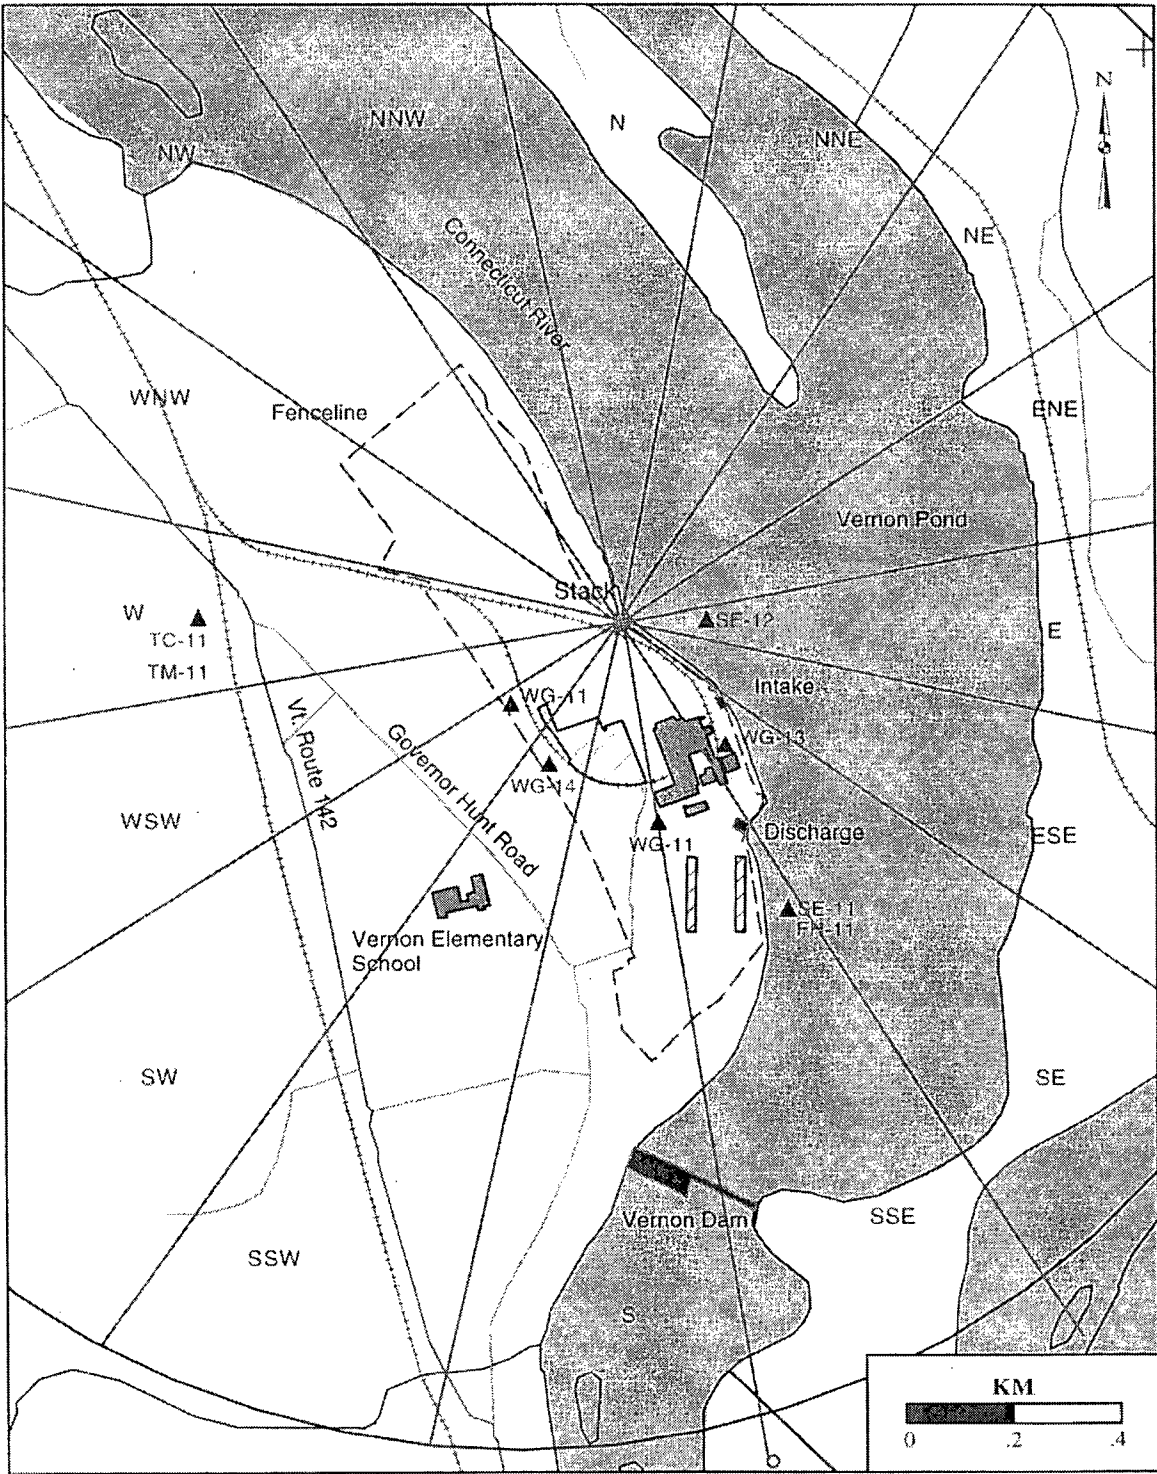 NNW
N
NNE
NW
N
NE
Connecticut River
WNW
Fenceline
ENE
Vernon Pond
Stack
W
SE-12
E
TC-11
TM-11
Intake
WG-11
Vt. Route 142
Governor Hunt Road
WG-13
WG-14
WSW
WG-11
Discharge
ESE
SE-11
FH-11
Vernon Elementary
School
SW
SE
Vernon Dam
SSE
SSW
S
KM
0 .2 .4